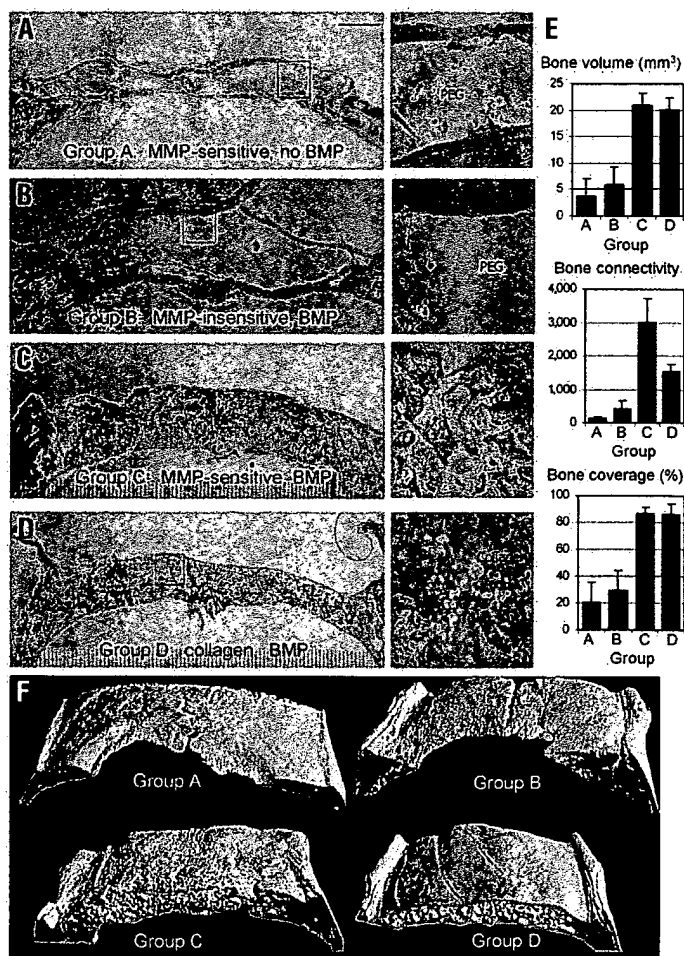 A
PEG
Group A: MMP-sensitive, no BMP
B
PEG
Group B: MMP-insensitive, BMP
C
Group C: MMP-sensitive, BMP
D
Group D: collagen, BMP
E
Bone volume (mm³)
25
20
15
10
5
0
A B C D
Group
Bone connectivity
4,000
3,000
2,000
1,000
0
A B C D
Group
Bone coverage (%)
100
80
60
40
20
0
A B C D
Group
F
Group A
Group B
Group C
Group D